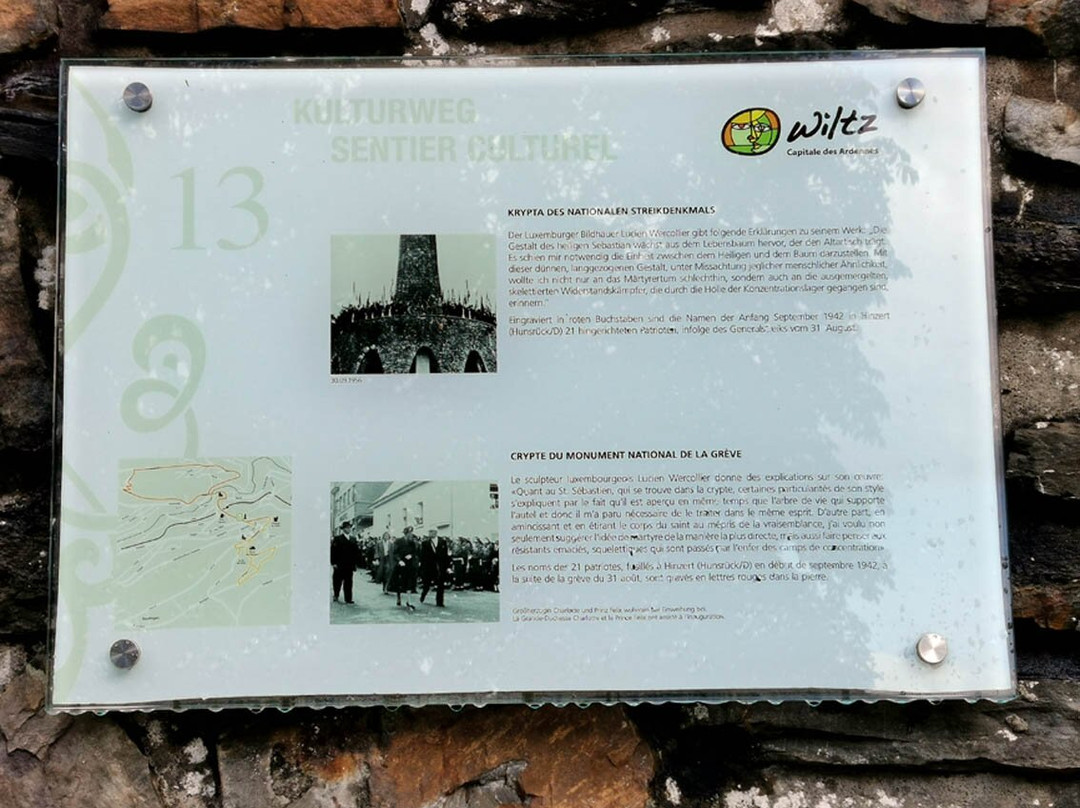 KULTURWEG
SENTIER CULTUREL
wiltz
Capitale des Ardennes
13
KRYPTA DES NATIONALEN STREIKDENKMALS
Der Luxemburger Bildhauer Lucien Wercollier gibt folgende Erklärungen zu seinem Werk: „Die
Gestalt des heiligen Sebastian wächst aus dem Lebensbaum hervor, der den Altartisch trägt.
Es schien mir notwendig die Einheit zwischen dem Heiligen und dem Baum darzustellen. Mit
dieser dünnen, langgezogenen Gestalt, unter Missachtung jeglicher menschlicher Ähnlichkeit,
wollte ich nicht nur an das Märtyrertum schlechthin, sondern auch an die ausgemergelten,
skelettierten Widerstandskämpfer, die durch die Hölle der Konzentrationslager gegangen sind,
erinnern."
Eingraviert in roten Buchstaben sind die Namen der Anfang September 1942 in Hinzert
(Hunsrück/D) 21 hingerichteten Patrioten, infolge des Generalstreiks vom 31. August.
30.09.1956
CRYPTE DU MONUMENT NATIONAL DE LA GRÈVE
Le sculpteur luxembourgeois Lucien Wercollier donne des explications sur son œuvre:
«Quant au St. Sébastien, qui se trouve dans la crypte, certaines particularités de son style
s'expliquent par le fait qu'il est aperçu en même temps que l'arbre de vie qui supporte
l'autel et donc il m'a paru nécessaire de le traiter dans le même esprit. D'autre part, en
amincissant et en étirant le corps du saint au mépris de la vraisemblance, j'ai voulu non
seulement suggérer l'idée de martyre de la manière la plus directe, mais aussi faire penser aux
résistants émaciés, squelettiques qui sont passés par l'enfer des camps de concentration»
Les noms des 21 patriotes, fusillés à Hinzert (Hunsrück/D) en début de septembre 1942, à
la suite de la grève du 31 août, sont gravés en lettres rouges dans la pierre.
Großherzogin Charlotte und Prinz Felix wohnen der Einweihung bei.
La Grande-Duchesse Charlotte et le Prince Félix ont assisté à l'inauguration.